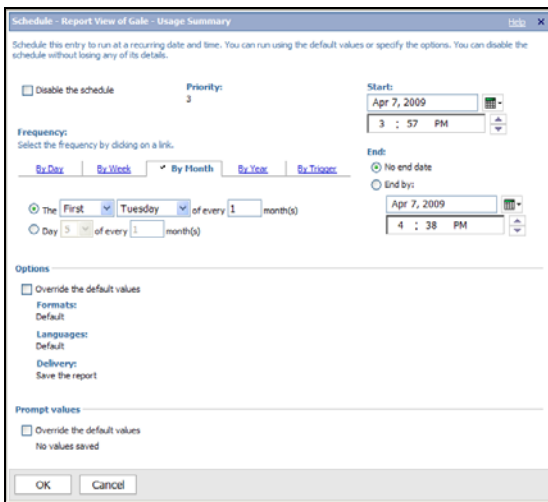 Schedule - Report View of Gale - Usage Summary
Help
Schedule this entry to run at a recurring date and time. You can run using the default values or specify the options. You can disable the
schedule without losing any of its details.
Disable the schedule
Priority:
3
Start:
Apr 7, 2009
3 : 57 PM
Frequency:
Select the frequency by clicking on a link.
By Day By Week By Month By Year By Trigger
End:
No end date
End by:
Apr 7, 2009
4 : 38 PM
The First Tuesday of every 1 month(s)
Day 5 of every 1 month(s)
Options
Override the default values
Formats:
Default
Languages:
Default
Delivery:
Save the report
Prompt values
Override the default values
No values saved
OK Cancel